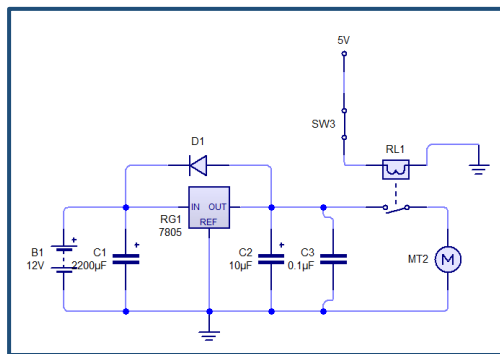 5V
SW3
RL1
D1
IN OUT
REF
RG1
7805
B1
12V
+
C1
2200µF
+
C2
10µF
+
C3
0.1µF
MT2
M